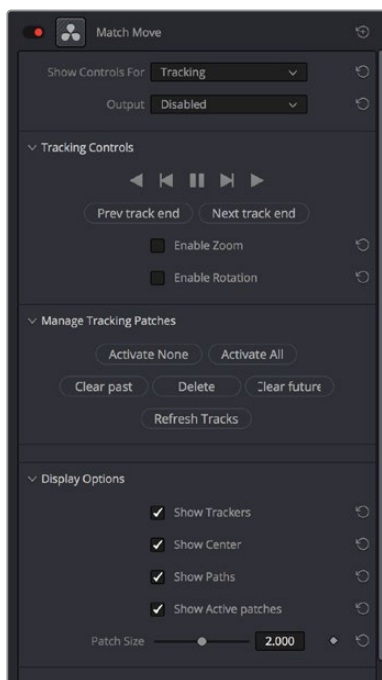 Match Move
Show Controls For Tracking
Output Disabled
Tracking Controls
Prev track end Next track end
Enable Zoom
Enable Rotation
Manage Tracking Patches
Activate None Activate All
Clear past Delete Clear future
Refresh Tracks
Display Options
Show Trackers
Show Center
Show Paths
Show Active patches
Patch Size 2.000